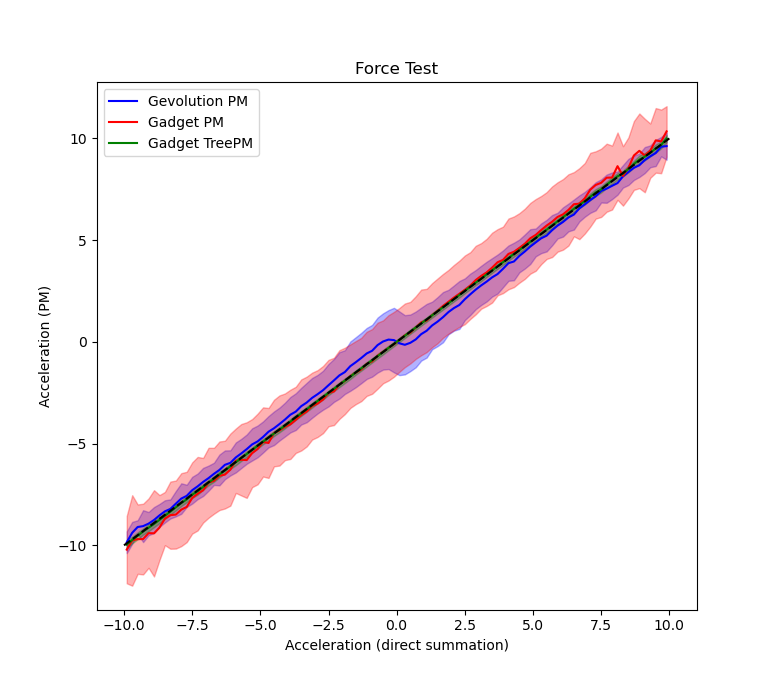 Force Test
Gevolution PM
Gadget PM
Gadget TreePM
Acceleration (PM)
10
5
0
−5
−10
−10.0 −7.5 −5.0 −2.5 0.0 2.5 5.0 7.5 10.0
Acceleration (direct summation)